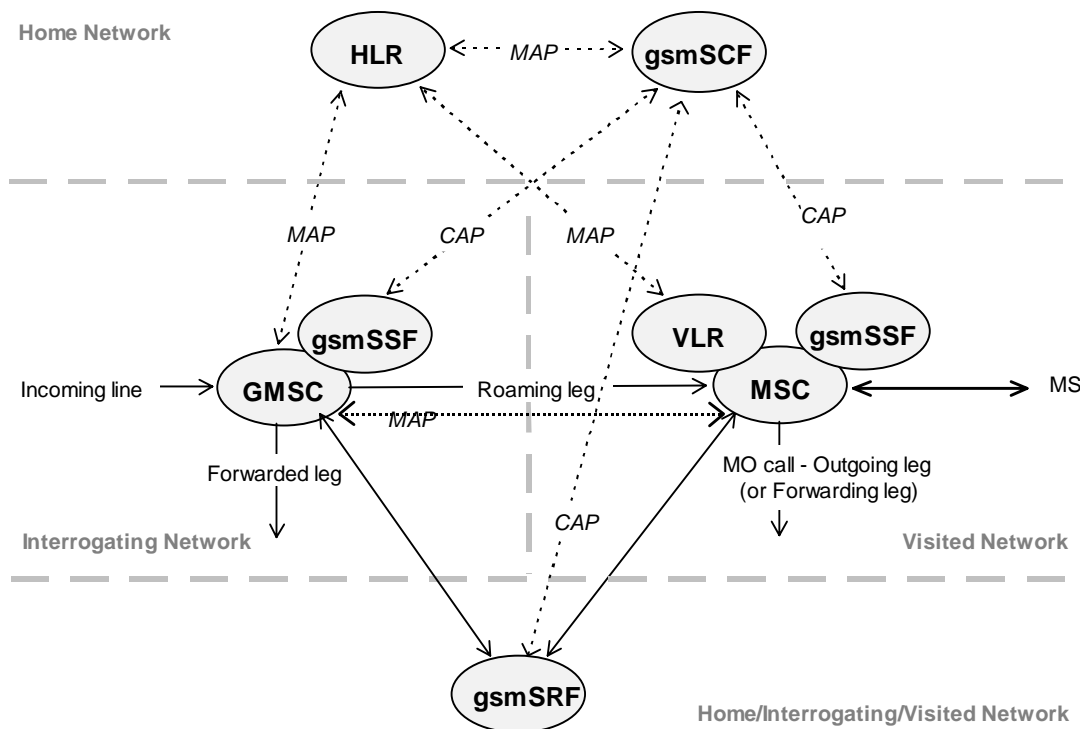 Home Network
HLR
MAP
gsmSCF
MAP
CAP
MAP
CAP
gsmSSF
VLR
gsmSSF
Incoming line
GMSC
Roaming leg
MSC
MS
MAP
Forwarded leg
MO call - Outgoing leg
(or Forwarding leg)
CAP
Interrogating Network
Visited Network
gsmSRF
Home/Interrogating/Visited Network